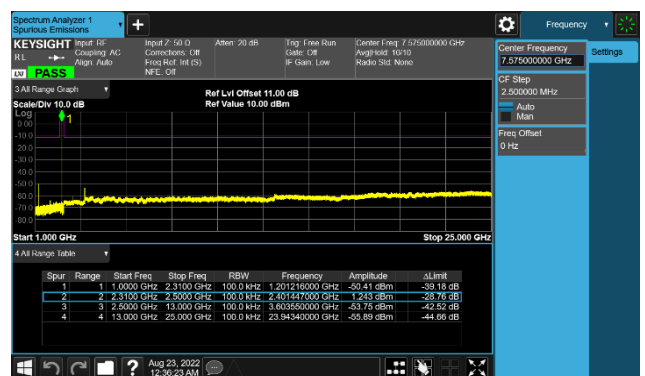 Spectrum Analyzer 1
Spurious Emissions
Frequency
KEYSIGHT
R L
LXI
PASS
Input: RF
Coupling: AC
Align: Auto
Input Z: 50 Ω
Corrections: Off
Freq Ref: Int (S)
NFE: Off
Atten: 20 dB
Trig: Free Run
Gate: Off
IF Gain: Low
Center Freq: 7.575000000 GHz
Avg|Hold: 10/10
Radio Std: None
Center Frequency
7.575000000 GHz
Settings
CF Step
2.500000 MHz
Auto
Man
Freq Offset
0 Hz
3 All Range Graph
Scale/Div 10.0 dB
Ref Lvl Offset 11.00 dB
Ref Value 10.00 dBm
Log
1
0.00
-10.0
-20.0
-30.0
-40.0
-50.0
-60.0
-70.0
-80.0
Start 1.000 GHz
Stop 25.000 GHz
4 All Range Table
Spur Range Start Freq Stop Freq RBW Frequency Amplitude ΔLimit
1 1 1.0000 GHz 2.3100 GHz 100.0 kHz 1.201216000 GHz -50.41 dBm -39.18 dB
2 2 2.3100 GHz 2.5000 GHz 100.0 kHz 2.401447000 GHz 1.243 dBm -28.76 dB
3 3 2.5000 GHz 13.000 GHz 100.0 kHz 3.603550000 GHz -53.75 dBm -42.52 dB
4 4 13.000 GHz 25.000 GHz 100.0 kHz 23.94340000 GHz -55.89 dBm -44.66 dB
?
Aug 23, 2022
12:36:23 AM